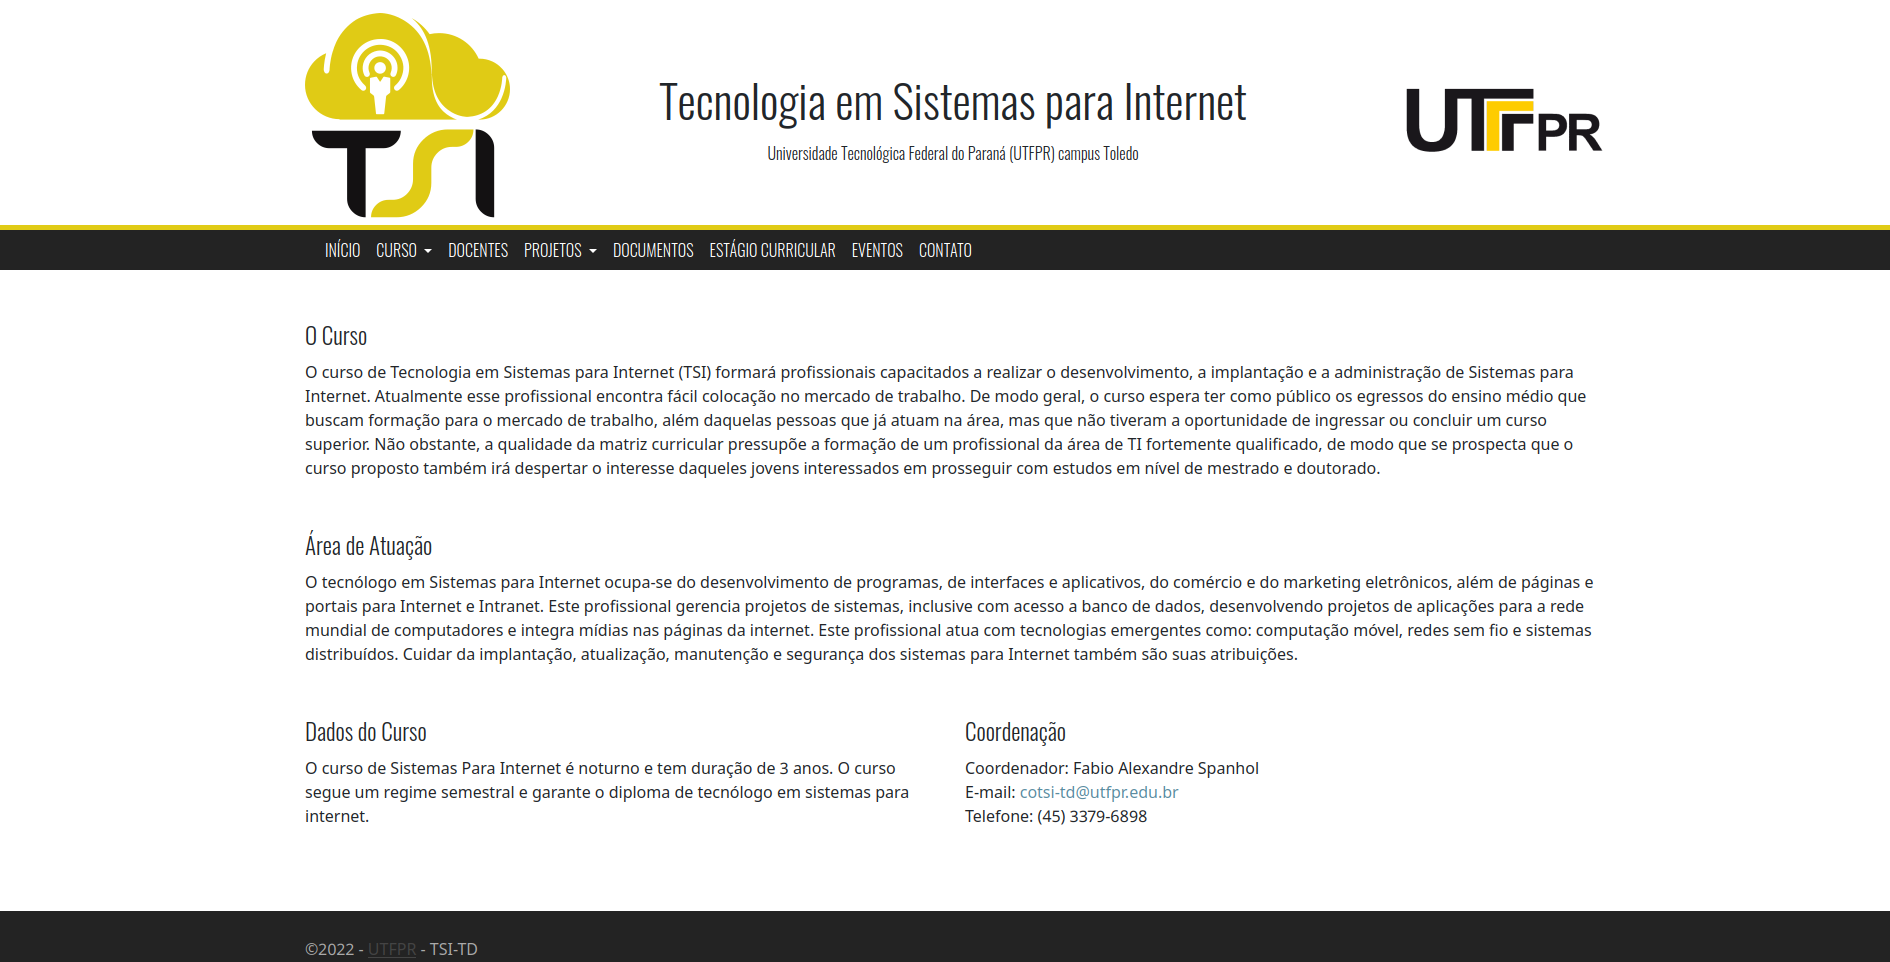 TSI
Tecnologia em Sistemas para Internet
Universidade Tecnológica Federal do Paraná (UTFPR) campus Toledo
UTFPR
INÍCIO CURSO DOCENTES PROJETOS DOCUMENTOS ESTÁGIO CURRICULAR EVENTOS CONTATO
O Curso
O curso de Tecnologia em Sistemas para Internet (TSI) formará profissionais capacitados a realizar o desenvolvimento, a implantação e a administração de Sistemas para
Internet. Atualmente esse profissional encontra fácil colocação no mercado de trabalho. De modo geral, o curso espera ter como público os egressos do ensino médio que
buscam formação para o mercado de trabalho, além daquelas pessoas que já atuam na área, mas que não tiveram a oportunidade de ingressar ou concluir um curso
superior. Não obstante, a qualidade da matriz curricular pressupõe a formação de um profissional da área de TI fortemente qualificado, de modo que se prospecta que o
curso proposto também irá despertar o interesse daqueles jovens interessados em prosseguir com estudos em nível de mestrado e doutorado.
Área de Atuação
O tecnólogo em Sistemas para Internet ocupa-se do desenvolvimento de programas, de interfaces e aplicativos, do comércio e do marketing eletrônicos, além de páginas e
portais para Internet e Intranet. Este profissional gerencia projetos de sistemas, inclusive com acesso a banco de dados, desenvolvendo projetos de aplicações para a rede
mundial de computadores e integra mídias nas páginas da internet. Este profissional atua com tecnologias emergentes como: computação móvel, redes sem fio e sistemas
distribuídos. Cuidar da implantação, atualização, manutenção e segurança dos sistemas para Internet também são suas atribuições.
Dados do Curso
O curso de Sistemas Para Internet é noturno e tem duração de 3 anos. O curso
segue um regime semestral e garante o diploma de tecnólogo em sistemas para
internet.
Coordenação
Coordenador: Fabio Alexandre Spanhol
E-mail: cotsi-td@utfpr.edu.br
Telefone: (45) 3379-6898
©2022 - UTFPR - TSI-TD